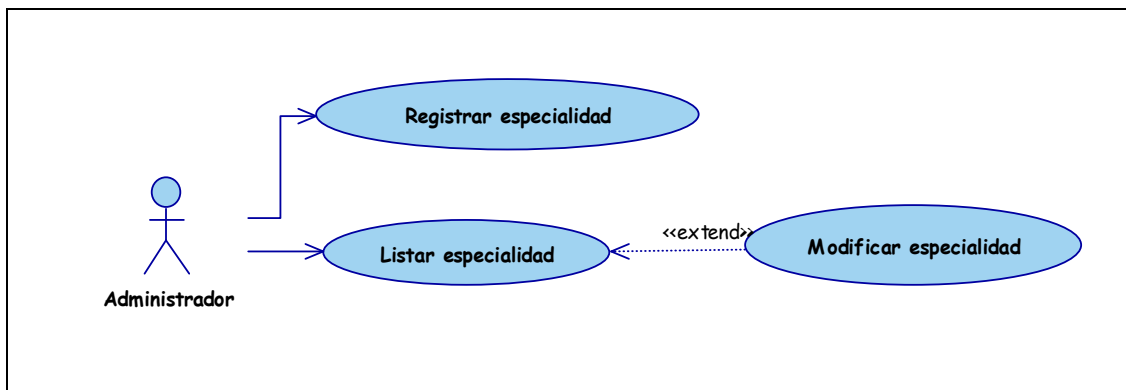 Registrar especialidad
Listar especialidad
<<extend>>
Modificar especialidad
Administrador